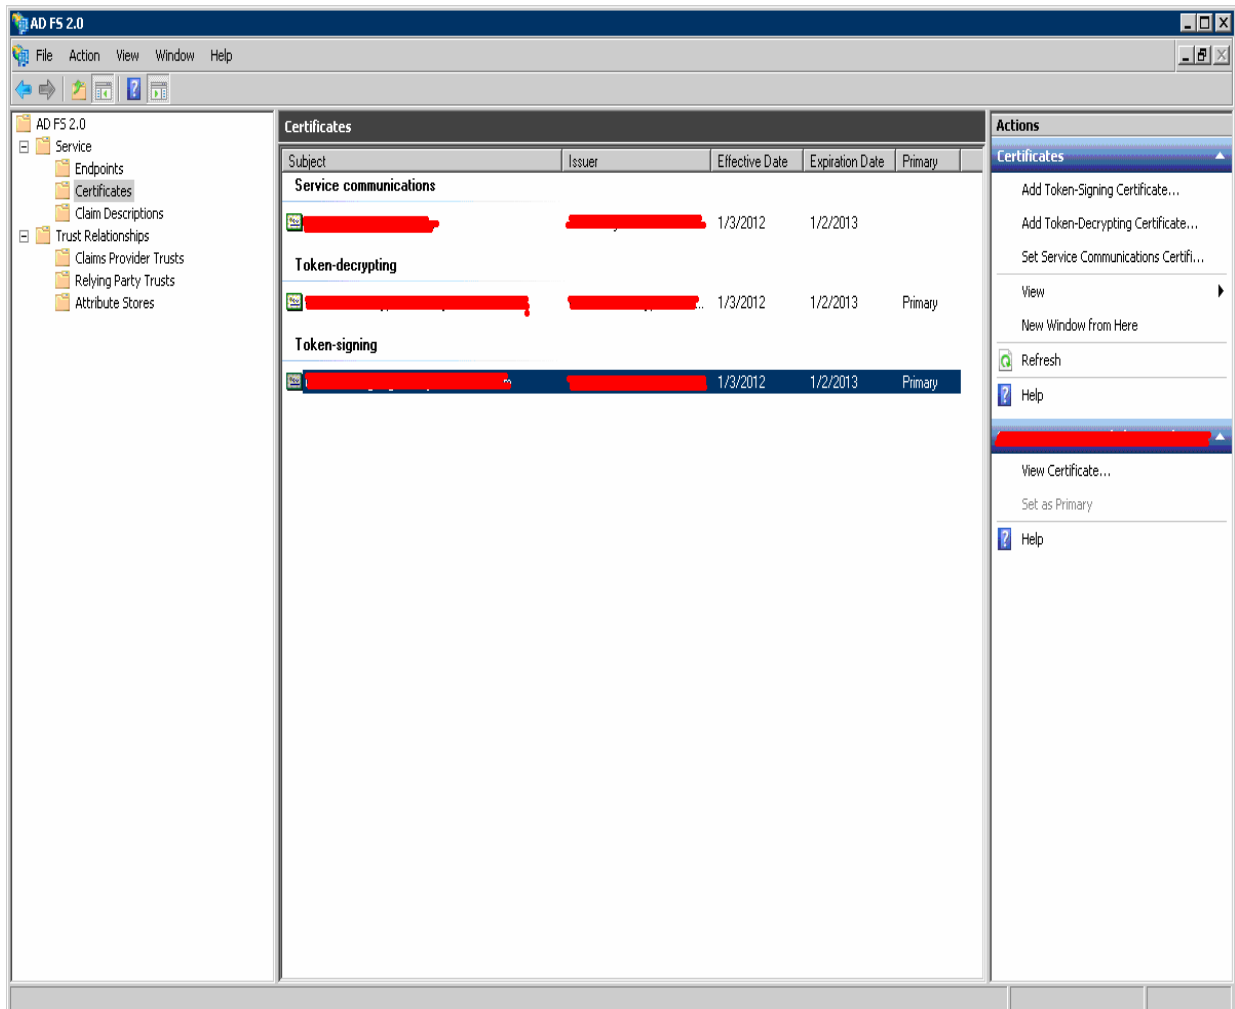 AD FS 2.0
File Action View Window Help
AD FS 2.0
Service
Endpoints
Certificates
Claim Descriptions
Trust Relationships
Claims Provider Trusts
Relying Party Trusts
Attribute Stores
Certificates
Subject Issuer Effective Date Expiration Date Primary
Service communications
1/3/2012 1/2/2013
Token-decrypting
1/3/2012 1/2/2013 Primary
Token-signing
1/3/2012 1/2/2013 Primary
Actions
Certificates
Add Token-Signing Certificate...
Add Token-Decrypting Certificate...
Set Service Communications Certifi...
View
New Window from Here
Refresh
Help
View Certificate...
Set as Primary
Help